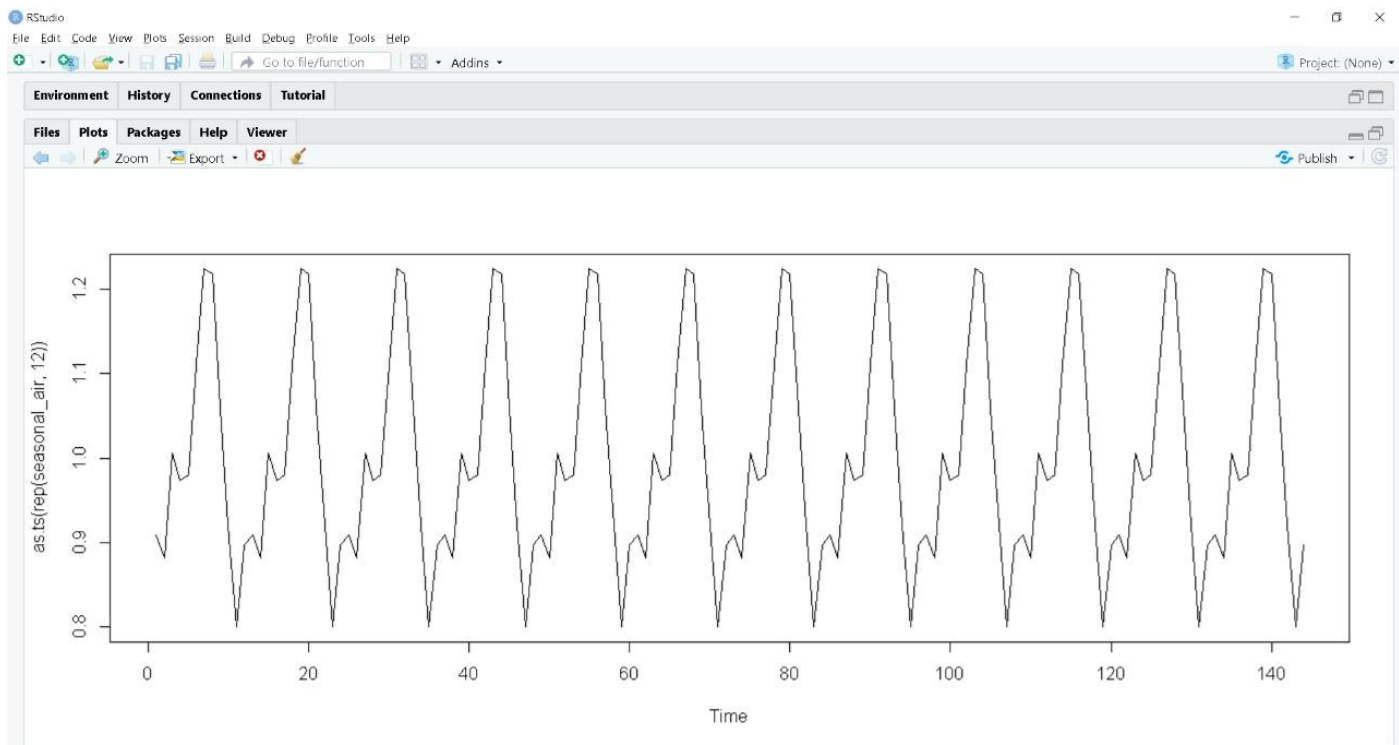 RStudio
File Edit Code View Plots Session Build Debug Profile Tools Help
Go to file/function Addins Project: (None)
Environment History Connections Tutorial
Files Plots Packages Help Viewer
Zoom Export Publish
as.ts(rep(seasonal_air, 12))
1.2
1.1
1.0
0.9
0.8
0 20 40 60 80 100 120 140
Time